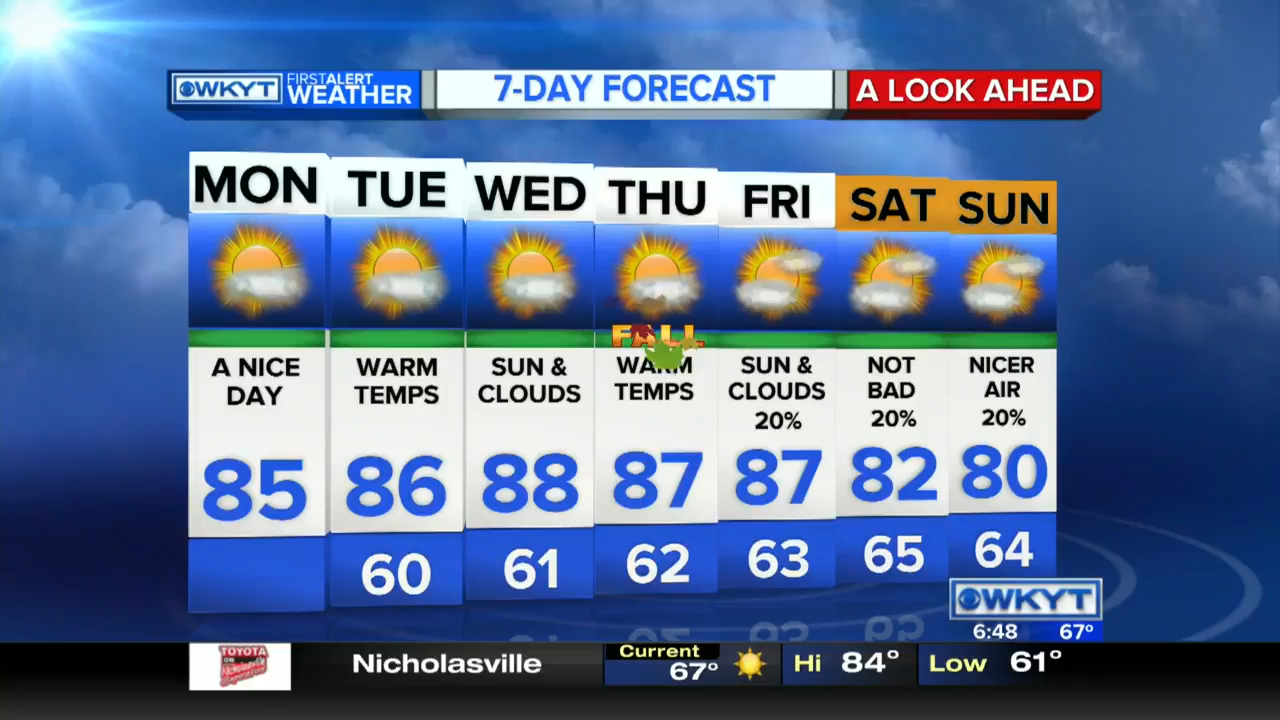 WKYT FIRSTALERT WEATHER 7-DAY FORECAST A LOOK AHEAD
MON TUE WED THU FRI SAT SUN
FALL
A NICE DAY
WARM TEMPS
SUN & CLOUDS
WARM TEMPS
SUN & CLOUDS 20%
NOT BAD 20%
NICER AIR 20%
85 86 88 87 87 82 80
60 61 62 63 65 64
WKYT
6:48 67°
TOYOTA ON Nicholasville
Nicholasville Current 67° Hi 84° Low 61°